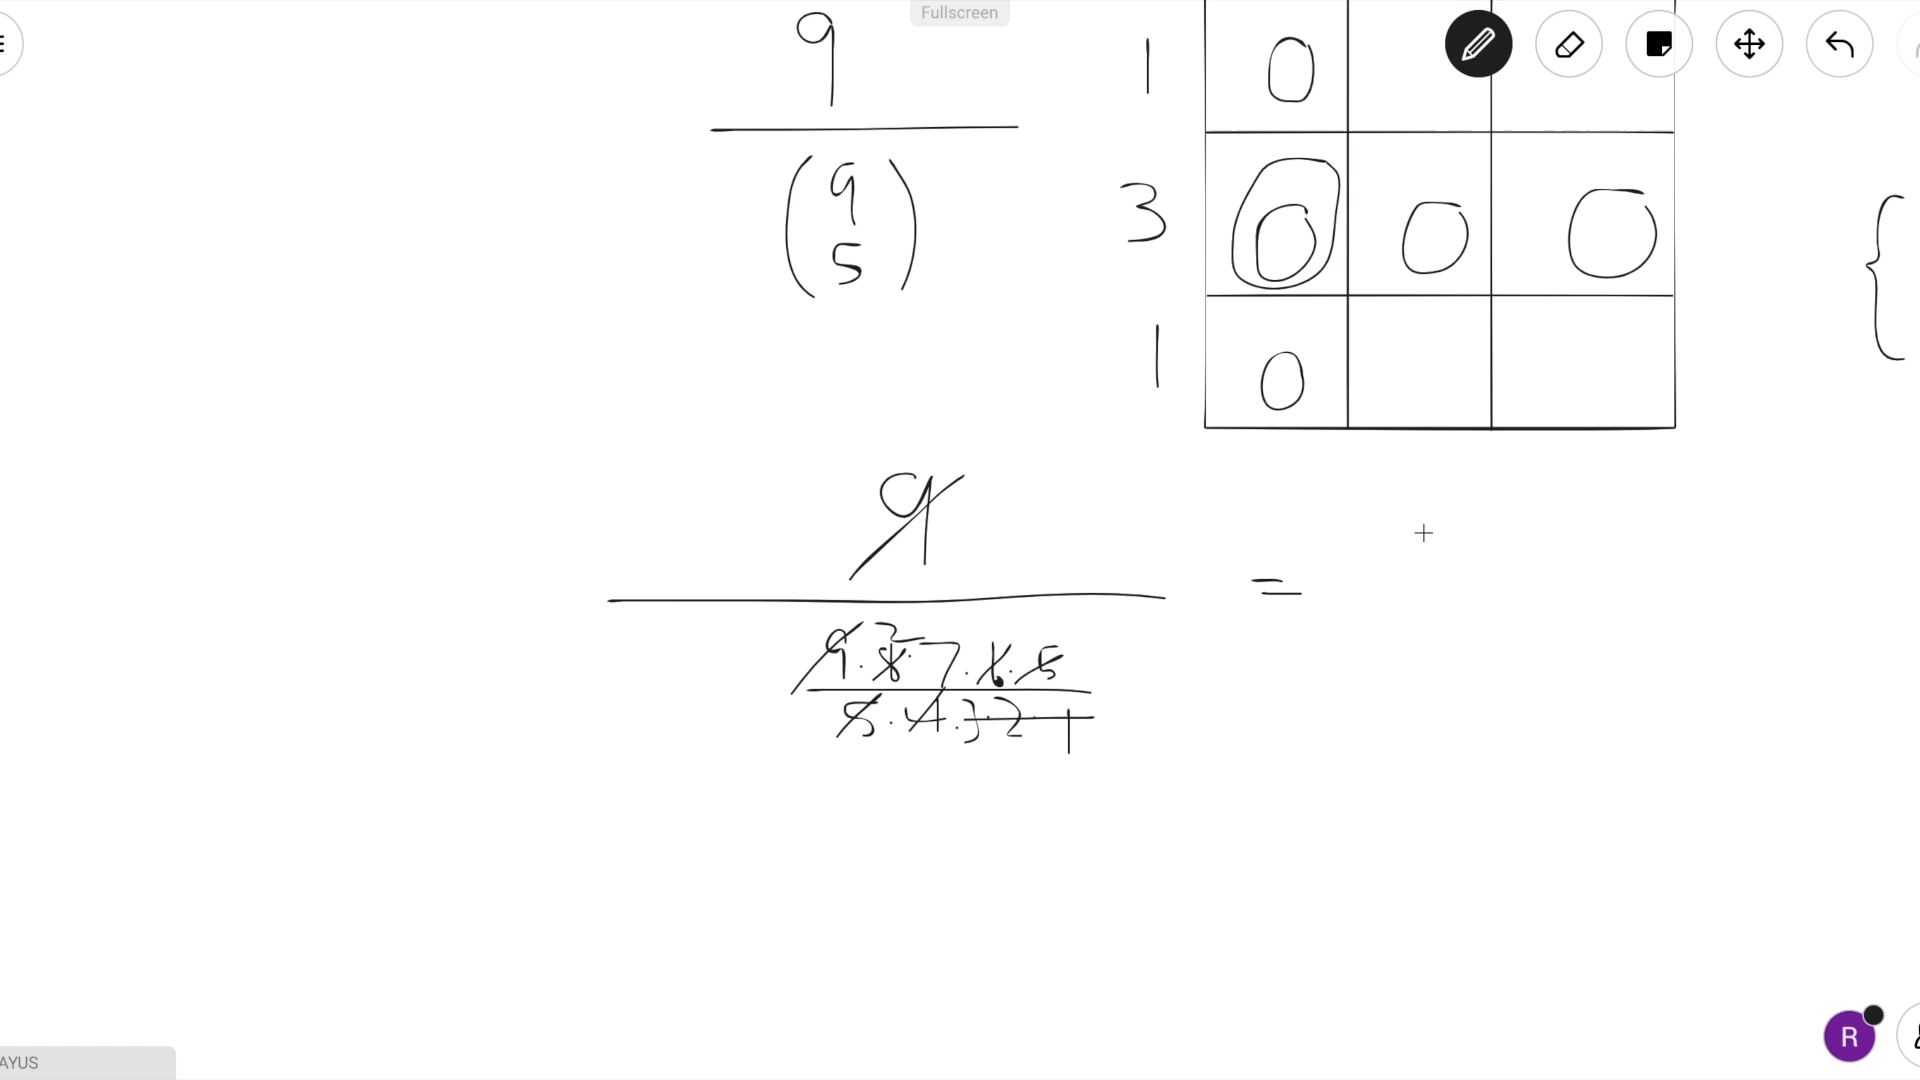 Fullscreen
9
( 9
5 )
1 0
3 0 0 0
1 0
{
9
9 . 8 2 . 7 . 6 . 5
5 . 4 . 3 . 2 . 1
=
R
AYUS